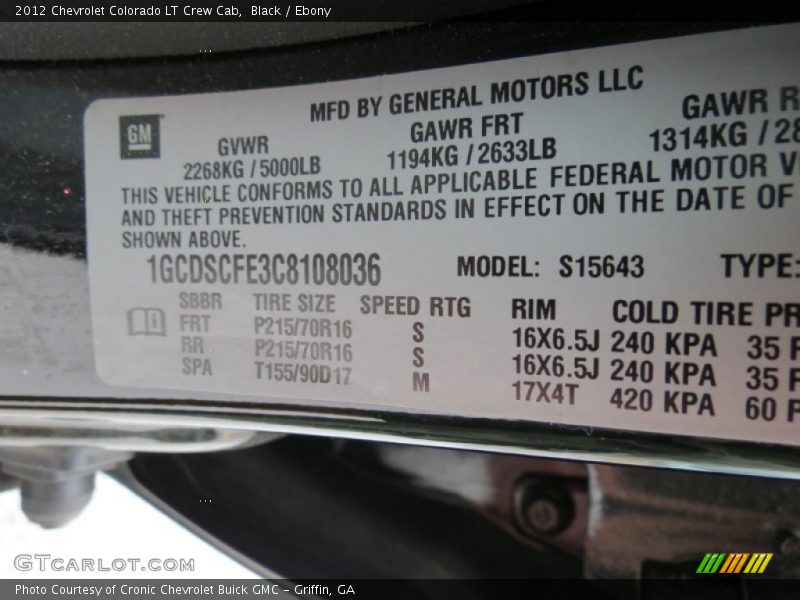 2012 Chevrolet Colorado LT Crew Cab, Black / Ebony
MFD BY GENERAL MOTORS LLC
GM
GVWR GAWR FRT GAWR R
2268KG / 5000LB 1194KG / 2633LB 1314KG / 28
THIS VEHICLE CONFORMS TO ALL APPLICABLE FEDERAL MOTOR V
AND THEFT PREVENTION STANDARDS IN EFFECT ON THE DATE OF
SHOWN ABOVE.
1GCDSCFE3C8108036 MODEL: S15643 TYPE:
SBBR TIRE SIZE SPEED RTG RIM COLD TIRE PR
FRT P215/70R16 S 16X6.5J 240 KPA 35 P
RR P215/70R16 S 16X6.5J 240 KPA 35 P
SPA T155/90D17 M 17X4T 420 KPA 60 P
GTCARLOT.COM
Photo Courtesy of Cronic Chevrolet Buick GMC - Griffin, GA